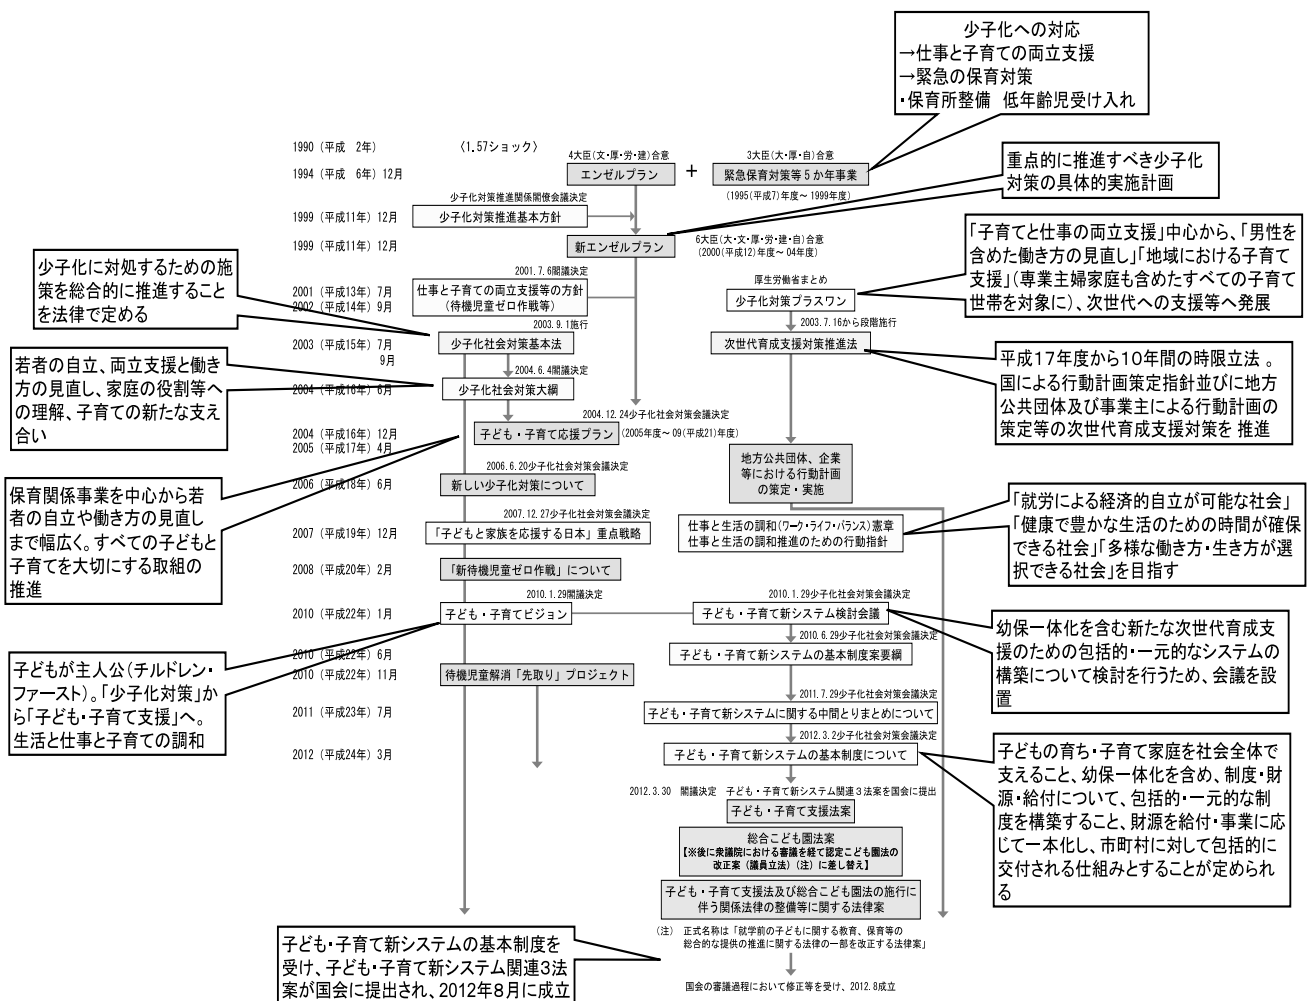 少子化への対応
→仕事と子育ての両立支援
→緊急の保育対策
・保育所整備　低年齢児受け入れ
1990（平成　2年）
〈1.57ショック〉
4大臣（文・厚・労・建）合意
3大臣（大・厚・自）合意
1994（平成　6年）12月
エンゼルプラン
＋
緊急保育対策等5か年事業
（1995（平成7）年度～1999年度）
重点的に推進すべき少子化
対策の具体的実施計画
少子化対策推進関係閣僚会議決定
1999（平成11年）12月
少子化対策推進基本方針
1999（平成11年）12月
新エンゼルプラン
6大臣（大・文・厚・労・建・自）合意
（2000（平成12）年度～04年度）
「子育てと仕事の両立支援」中心から、「男性を
含めた働き方の見直し」「地域における子育て
支援」（専業主婦家庭も含めたすべての子育て
世帯を対象に）、次世代への支援等へ発展
少子化に対処するための施
策を総合的に推進すること
を法律で定める
2001.7.6閣議決定
2001（平成13年）7月
2002（平成14年）9月
仕事と子育ての両立支援等の方針
（待機児童ゼロ作戦等）
厚生労働省まとめ
少子化対策プラスワン
2003.9.1施行
2003.7.16から段階施行
2003（平成15年）7月
9月
少子化社会対策基本法
次世代育成支援対策推進法
平成17年度から10年間の時限立法 。
国による行動計画策定指針並びに地方
公共団体及び事業主による行動計画の
策定等の次世代育成支援対策を 推進
若者の自立、両立支援と働き
方の見直し、家庭の役割等へ
の理解、子育ての新たな支え
合い
2004.6.4閣議決定
2004（平成16年）6月
少子化社会対策大綱
2004.12.24少子化社会対策会議決定
2004（平成16年）12月
2005（平成17年）4月
子ども・子育て応援プラン
（2005年度～09（平成21）年度）
地方公共団体、企業
等における行動計画
の策定・実施
2006.6.20少子化社会対策会議決定
2006（平成18年）6月
新しい少子化対策について
保育関係事業を中心から若
者の自立や働き方の見直し
まで幅広く。すべての子どもと
子育てを大切にする取組の
推進
2007.12.27少子化社会対策会議決定
2007（平成19年）12月
「子どもと家族を応援する日本」重点戦略
仕事と生活の調和（ワーク・ライフ・バランス）憲章
仕事と生活の調和推進のための行動指針
「就労による経済的自立が可能な社会」
「健康で豊かな生活のための時間が確保
できる社会」「多様な働き方・生き方が選
択できる社会」を目指す
2008（平成20年）2月
「新待機児童ゼロ作戦」について
2010.1.29閣議決定
2010.1.29少子化社会対策会議決定
2010（平成22年）1月
子ども・子育てビジョン
子ども・子育て新システム検討会議
幼保一体化を含む新たな次世代育成支
援のための包括的・一元的なシステムの
構築について検討を行うため、会議を設
置
2010.6.29少子化社会対策会議決定
2010（平成22年）6月
子ども・子育て新システムの基本制度案要綱
2010（平成22年）11月
待機児童解消「先取り」プロジェクト
子どもが主人公（チルドレン・
ファースト）。「少子化対策」か
ら「子ども・子育て支援」へ。
生活と仕事と子育ての調和
2011.7.29少子化社会対策会議決定
2011（平成23年）7月
子ども・子育て新システムに関する中間とりまとめについて
2012.3.2少子化社会対策会議決定
2012（平成24年）3月
子ども・子育て新システムの基本制度について
子どもの育ち・子育て家庭を社会全体で
支えること、幼保一体化を含め、制度・財
源・給付について、包括的・一元的な制
度を構築すること、財源を給付・事業に応
じて一本化し、市町村に対して包括的に
交付される仕組みとすることが定められ
る
2012.3.30　閣議決定　子ども・子育て新システム関連3法案を国会に提出
子ども・子育て支援法案
総合こども園法案
【※後に衆議院における審議を経て認定こども園法の
改正案（議員立法）（注）に差し替え】
子ども・子育て支援法及び総合こども園法の施行に
伴う関係法律の整備等に関する法律案
（注）　正式名称は「就学前の子どもに関する教育、保育等の
総合的な提供の推進に関する法律の一部を改正する法律案」
子ども・子育て新システムの基本制度を
受け、子ども・子育て新システム関連3法
案が国会に提出され、2012年8月に成立
国会の審議過程において修正等を受け、2012.8成立